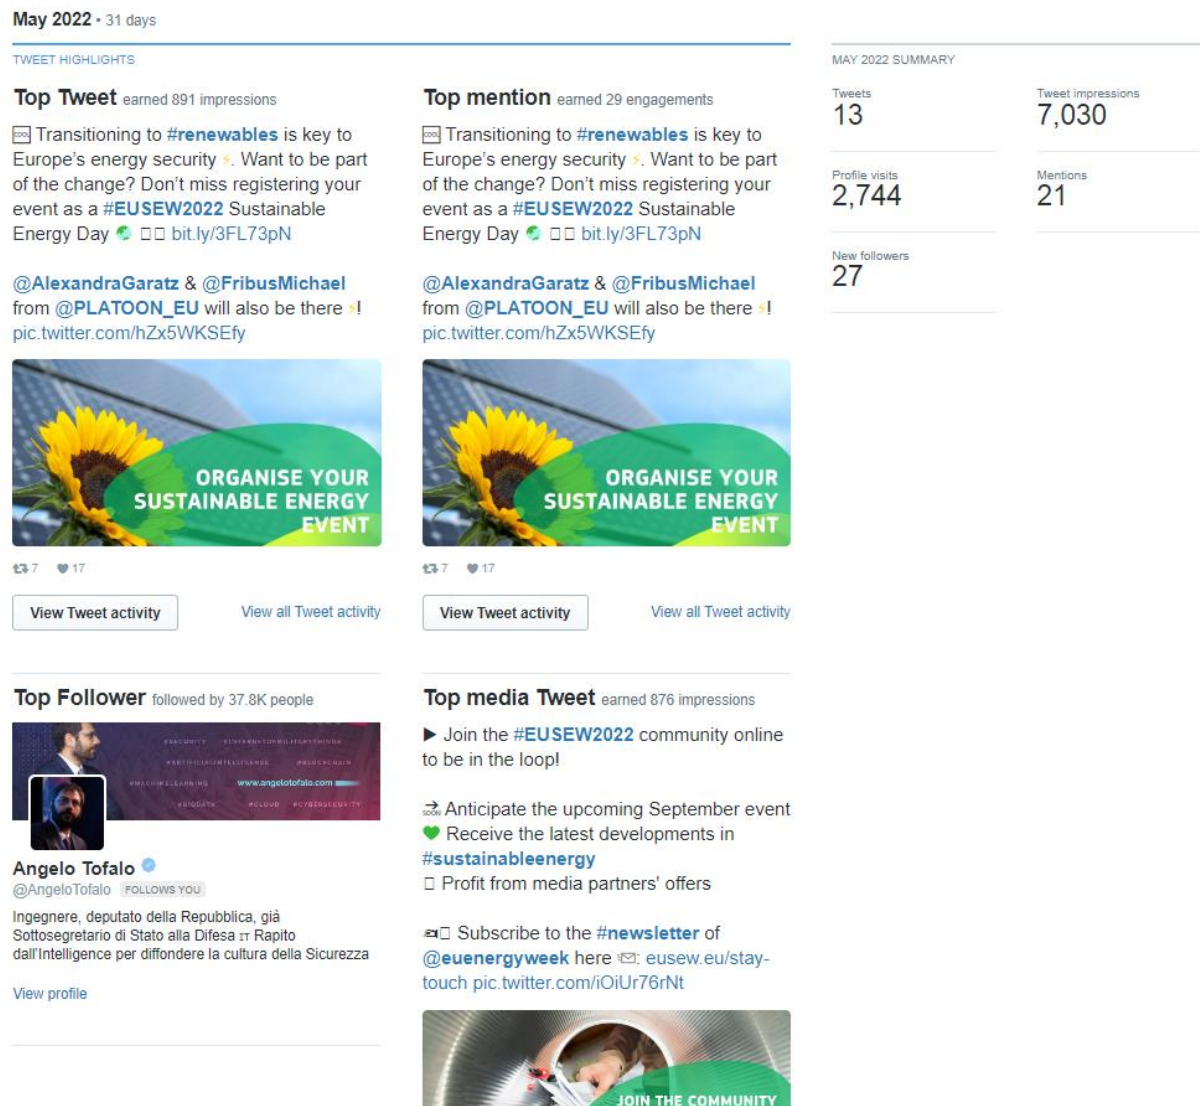 May 2022 • 31 days
TWEET HIGHLIGHTS
Top Tweet earned 891 impressions
COOL Transitioning to #renewables is key to
Europe's energy security ⚡. Want to be part
of the change? Don't miss registering your
event as a #EUSEW2022 Sustainable
Energy Day 🌏 □□ bit.ly/3FL73pN
@AlexandraGaratz & @FribusMichael
from @PLATOON_EU will also be there ⚡!
pic.twitter.com/hZx5WKSEfy
ORGANISE YOUR
SUSTAINABLE ENERGY
EVENT
7 17
View Tweet activity View all Tweet activity
Top mention earned 29 engagements
COOL Transitioning to #renewables is key to
Europe's energy security ⚡. Want to be part
of the change? Don't miss registering your
event as a #EUSEW2022 Sustainable
Energy Day 🌏 □□ bit.ly/3FL73pN
@AlexandraGaratz & @FribusMichael
from @PLATOON_EU will also be there ⚡!
pic.twitter.com/hZx5WKSEfy
ORGANISE YOUR
SUSTAINABLE ENERGY
EVENT
7 17
View Tweet activity View all Tweet activity
Top Follower followed by 37.8K people
#SECURITY #INTERNETOFMILITARYTHINGS
#ARTIFICIALINTELLIGENCE #BLOCKCHAIN
#MACHINELEARNING www.angelotofalo.com
#BIGDATA #CLOUD #CYBERSECURITY
Angelo Tofalo
@AngeloTofalo FOLLOWS YOU
Ingegnere, deputato della Repubblica, già
Sottosegretario di Stato alla Difesa IT Rapito
dall'Intelligence per diffondere la cultura della Sicurezza
View profile
Top media Tweet earned 876 impressions
▶ Join the #EUSEW2022 community online
to be in the loop!
SOON Anticipate the upcoming September event
💚 Receive the latest developments in
#sustainableenergy
□ Profit from media partners' offers
□ Subscribe to the #newsletter of
@euenergyweek here : eusew.eu/stay-
touch pic.twitter.com/iOiUr76rNt
JOIN THE COMMUNITY
MAY 2022 SUMMARY
Tweets
13
Tweet impressions
7,030
Profile visits
2,744
Mentions
21
New followers
27